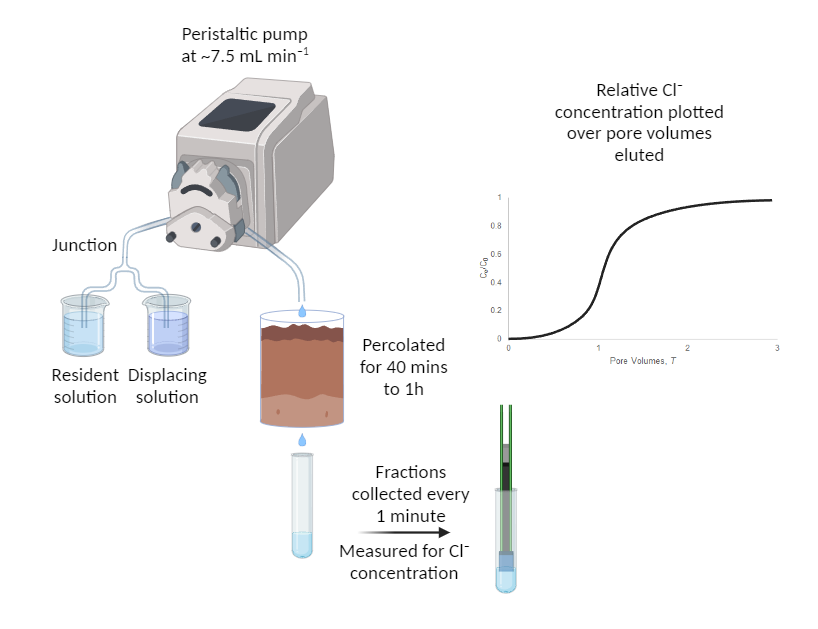 Peristaltic pump
at ~7.5 mL min⁻¹
Junction
Resident solution
Displacing solution
Percolated
for 40 mins
to 1h
Fractions
collected every
1 minute
Measured for Cl⁻
concentration
Relative Cl⁻
concentration plotted
over pore volumes
eluted
1
0.8
0.6
0.4
0.2
0
Cₑ/C₀
0 1 2 3
Pore Volumes, T